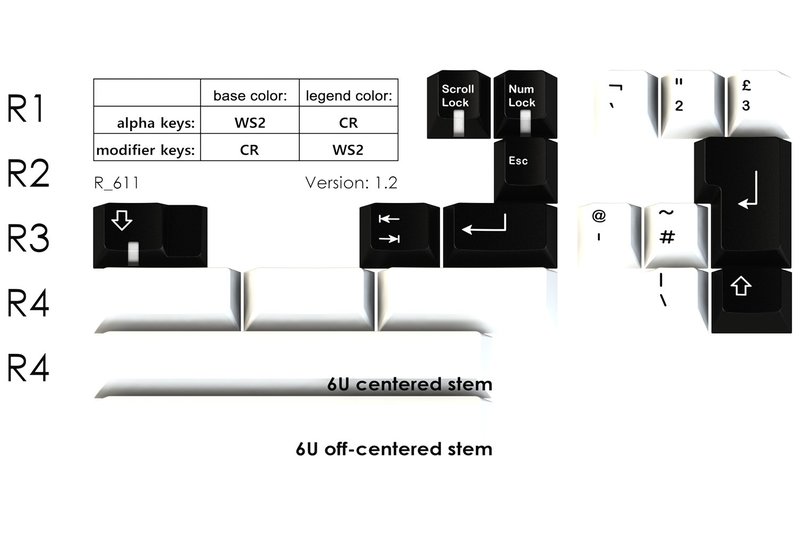 R1
R2
R3
R4
R4
base color: legend color:
alpha keys: WS2 CR
modifier keys: CR WS2
R_611 Version: 1.2
Scroll
Lock
Num
Lock
¬
`
"
2
£
3
Esc
@
'
~
#
|
\
6U centered stem
6U off-centered stem